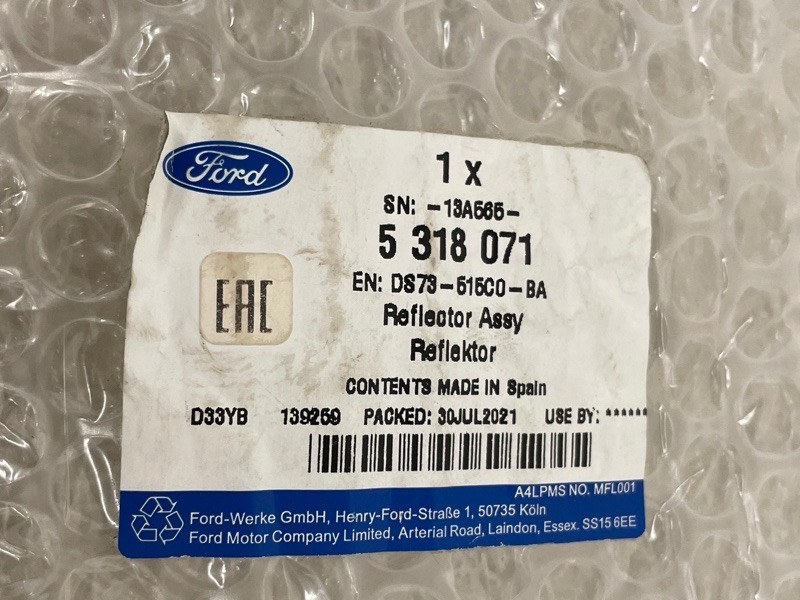 Ford
1 x
SN: -13A565-
5 318 071
EAC
EN: DS73-515C0-BA
Reflector Assy
Reflektor
CONTENTS MADE IN Spain
D33YB 139259 PACKED: 30JUL2021 USE BY: ******
A4LPMS NO. MFL001
Ford-Werke GmbH, Henry-Ford-Straße 1, 50735 Köln
Ford Motor Company Limited, Arterial Road, Laindon, Essex. SS15 6EE